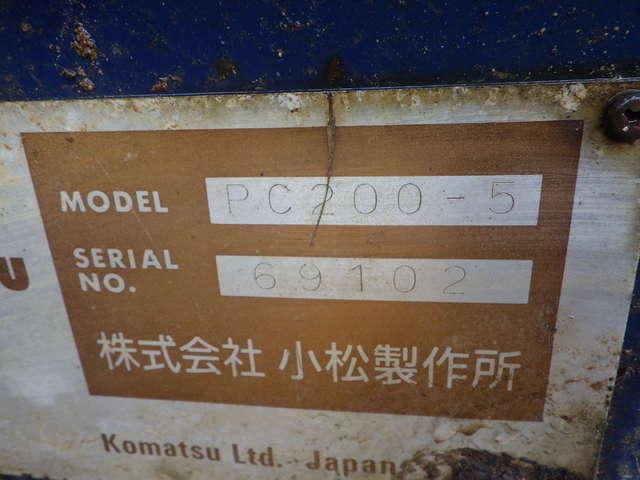 MODEL PC200-5
SERIAL NO. 69102
株式会社 小松製作所
Komatsu Ltd. Japan